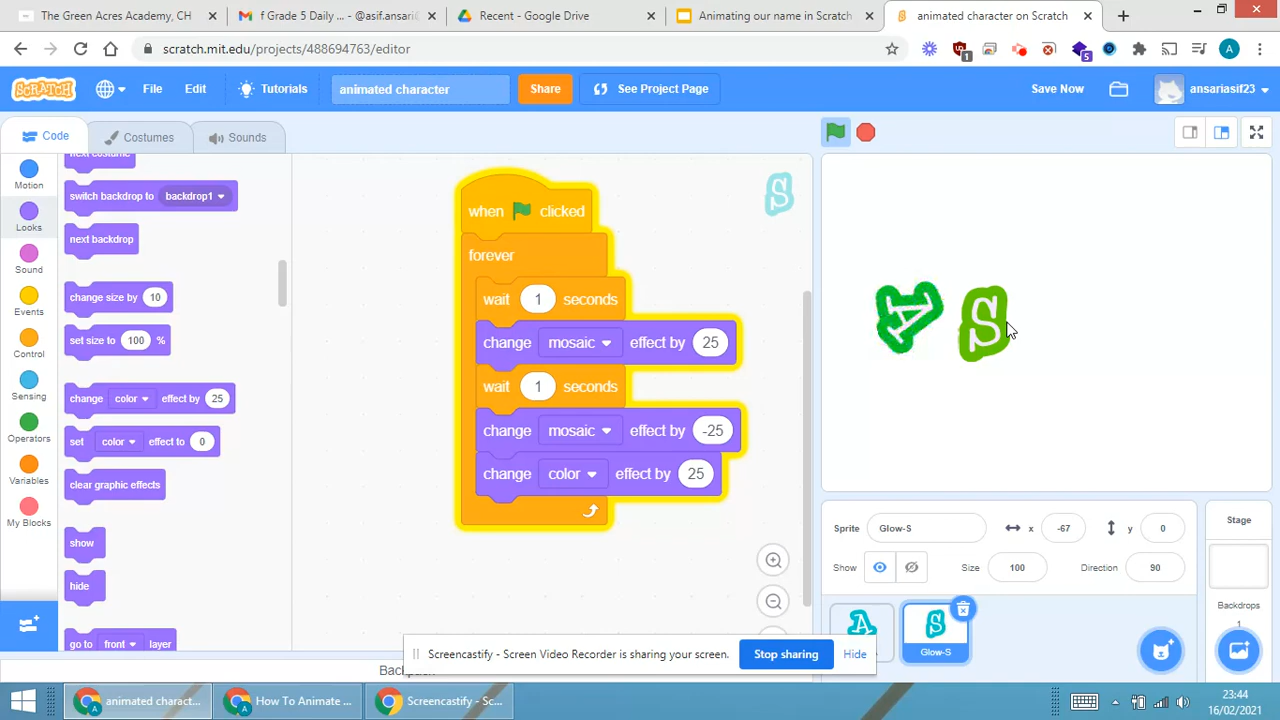 The Green Acres Academy, CH
f Grade 5 Daily ... - @asif.ansari
Recent - Google Drive
Animating our name in Scratch
animated character on Scratch
scratch.mit.edu/projects/488694763/editor
1
5
A
SCRATCH
File
Edit
Tutorials
animated character
Share
See Project Page
Save Now
ansariasif23
Code
Costumes
Sounds
Motion
Looks
Sound
Events
Control
Sensing
Operators
Variables
My Blocks
next costume
switch backdrop to backdrop1
next backdrop
change size by 10
set size to 100 %
change color effect by 25
set color effect to 0
clear graphic effects
show
hide
go to front layer
when clicked
forever
wait 1 seconds
change mosaic effect by 25
wait 1 seconds
change mosaic effect by -25
change color effect by 25
S
A S
Sprite Glow-S x -67 y 0
Show Size 100 Direction 90
Stage
Backdrops
1
A
S
Glow-S
Screencastify - Screen Video Recorder is sharing your screen. Stop sharing Hide
animated charact...
How To Animate ...
Screencastify - Sc...
23:44
16/02/2021